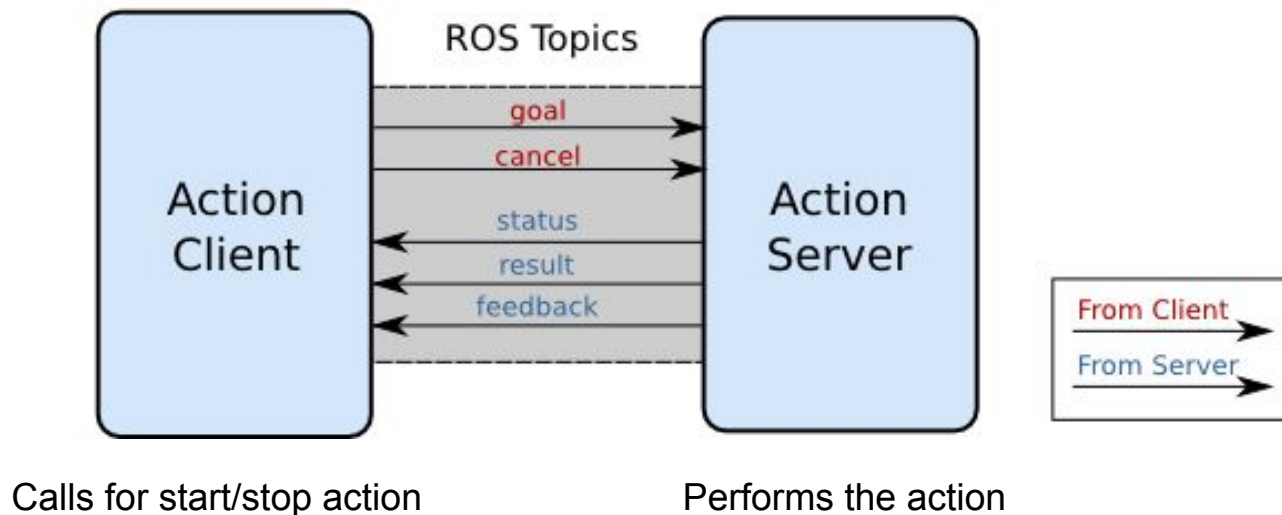 ROS Topics
goal
cancel
Action
Client
status
result
feedback
Action
Server
From Client
From Server
Calls for start/stop action
Performs the action